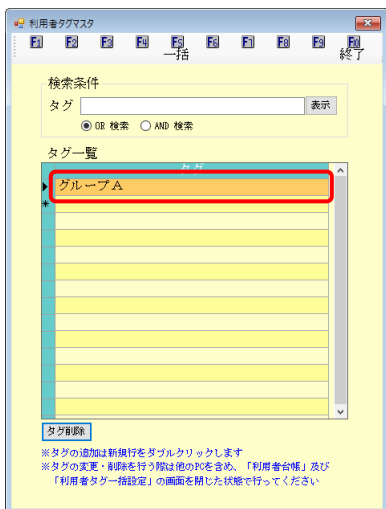 利用者タグマスタ
F1 F2 F3 F4 F5 F6 F7 F8 F9 F10
一括 終了
検索条件
タグ 表示
OR 検索 AND 検索
タグ一覧
タグ
グループA
*
タグ削除
※タグの追加は新規行をダブルクリックします
※タグの変更・削除を行う際は他のPCを含め、「利用者台帳」及び
「利用者タグ一括設定」の画面を閉じた状態で行ってください